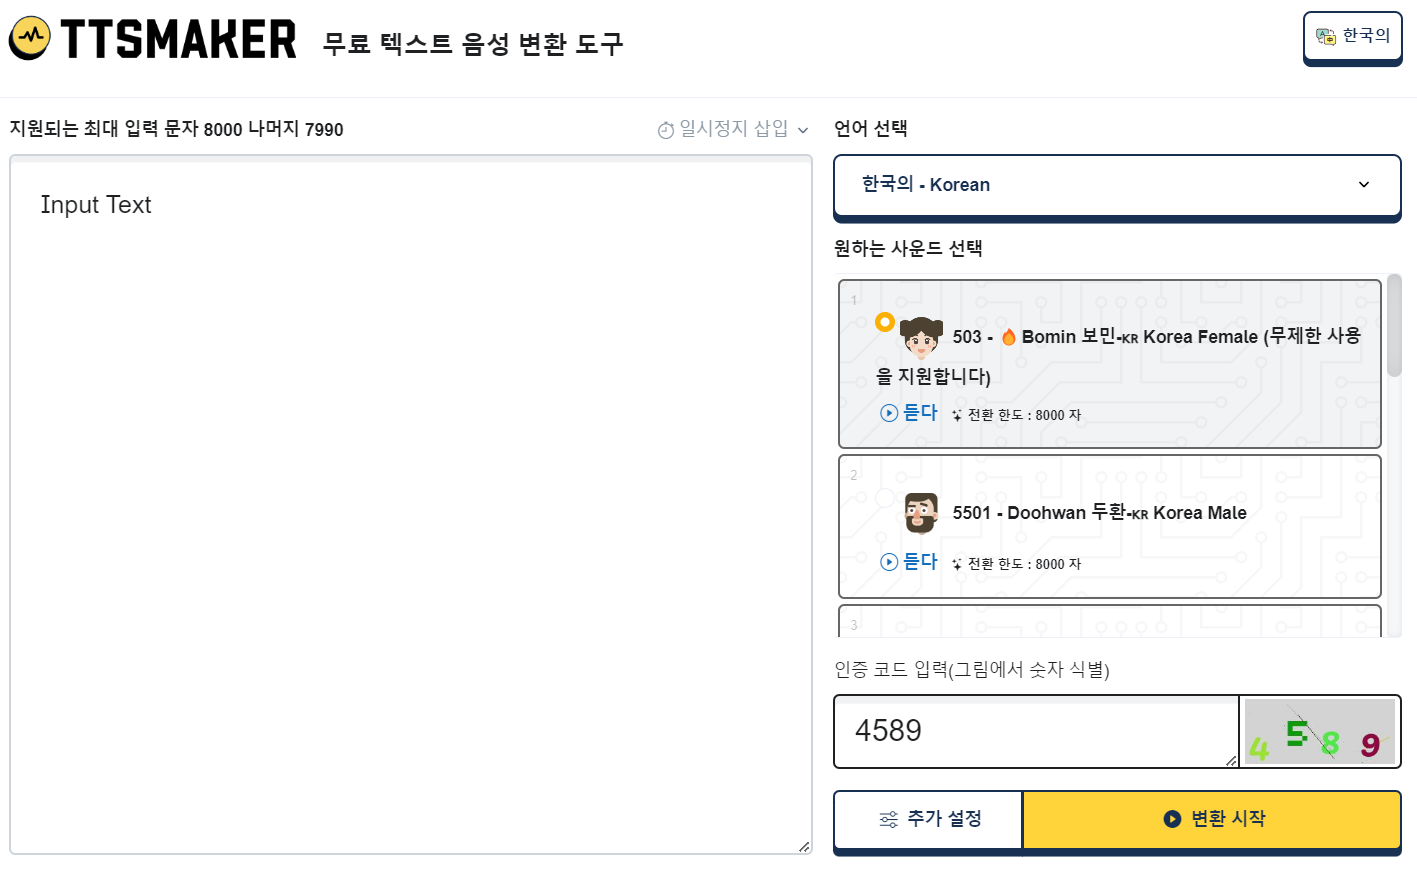 TTSMAKER 무료 텍스트 음성 변환 도구
한국의
지원되는 최대 입력 문자 8000 나머지 7990
일시정지 삽입
Input Text
언어 선택
한국의 - Korean
원하는 사운드 선택
1
503 - 🔥 Bomin 보민-KR Korea Female (무제한 사용
을 지원합니다)
듣다 전환 한도 : 8000 자
2
5501 - Doohwan 두환-KR Korea Male
듣다 전환 한도 : 8000 자
3
인증 코드 입력(그림에서 숫자 식별)
4589
4 5 8 9
추가 설정
변환 시작